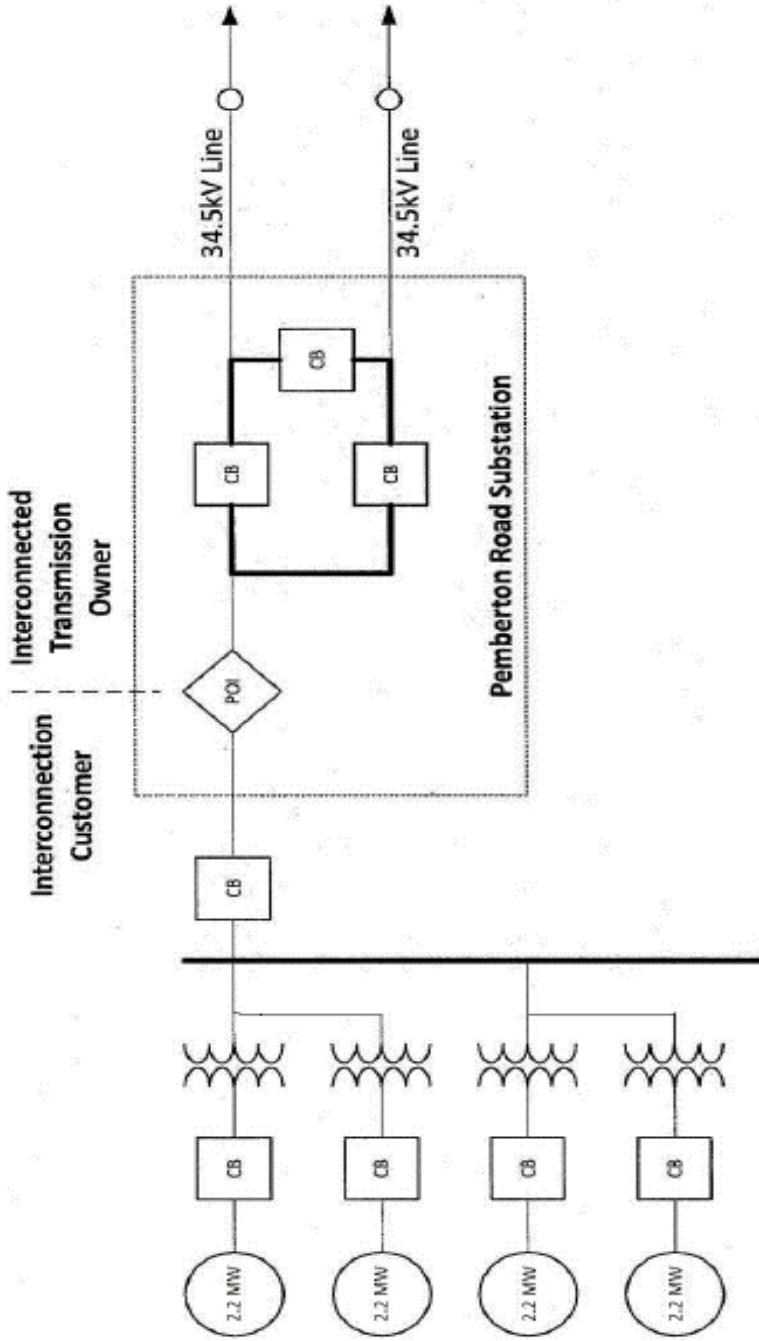 Interconnection
Customer
Interconnected
Transmission
Owner
2.2 MW
CB
CB
POI
CB
34.5kV Line
CB
2.2 MW
CB
CB
34.5kV Line
Pemberton Road Substation
2.2 MW
CB
2.2 MW
CB